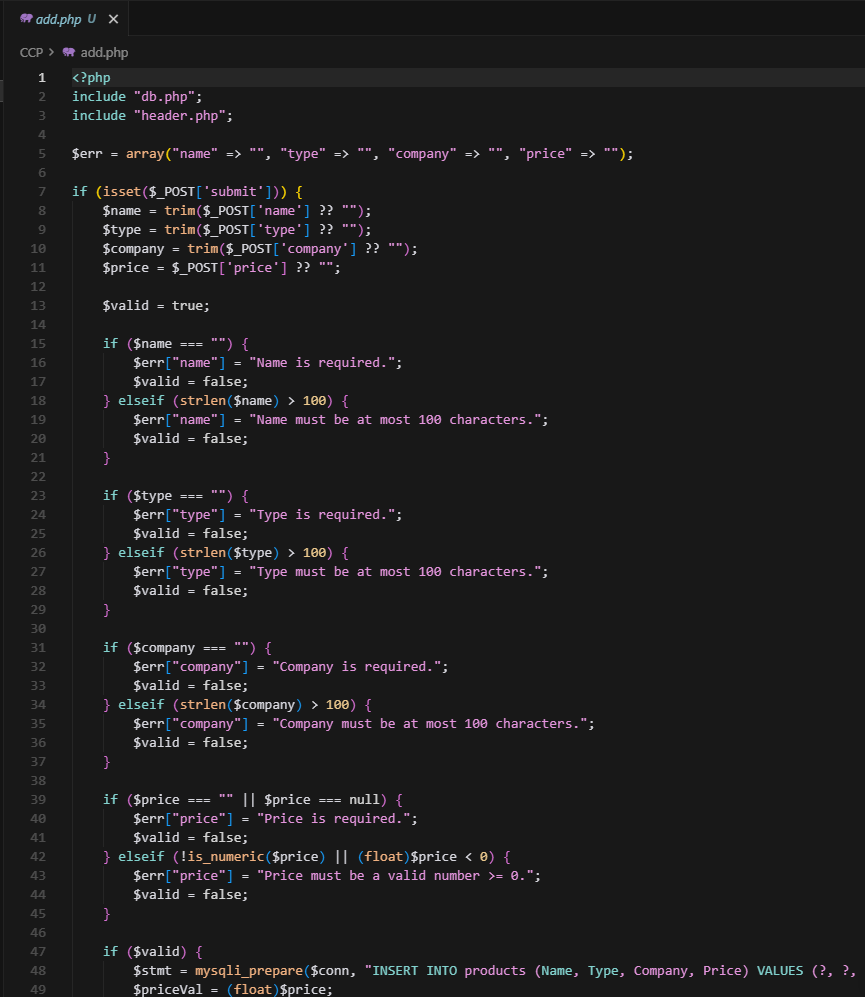 add.php U ×
CCP > add.php
1 <?php
2 include "db.php";
3 include "header.php";
4
5 $err = array("name" => "", "type" => "", "company" => "", "price" => "");
6
7 if (isset($_POST['submit'])) {
8     $name = trim($_POST['name'] ?? "");
9     $type = trim($_POST['type'] ?? "");
10     $company = trim($_POST['company'] ?? "");
11     $price = $_POST['price'] ?? "";
12
13     $valid = true;
14
15     if ($name === "") {
16         $err["name"] = "Name is required.";
17         $valid = false;
18     } elseif (strlen($name) > 100) {
19         $err["name"] = "Name must be at most 100 characters.";
20         $valid = false;
21     }
22
23     if ($type === "") {
24         $err["type"] = "Type is required.";
25         $valid = false;
26     } elseif (strlen($type) > 100) {
27         $err["type"] = "Type must be at most 100 characters.";
28         $valid = false;
29     }
30
31     if ($company === "") {
32         $err["company"] = "Company is required.";
33         $valid = false;
34     } elseif (strlen($company) > 100) {
35         $err["company"] = "Company must be at most 100 characters.";
36         $valid = false;
37     }
38
39     if ($price === "" || $price === null) {
40         $err["price"] = "Price is required.";
41         $valid = false;
42     } elseif (!is_numeric($price) || (float)$price < 0) {
43         $err["price"] = "Price must be a valid number >= 0.";
44         $valid = false;
45     }
46
47     if ($valid) {
48         $stmt = mysqli_prepare($conn, "INSERT INTO products (Name, Type, Company, Price) VALUES (?, ?,
49         $priceVal = (float)$price;